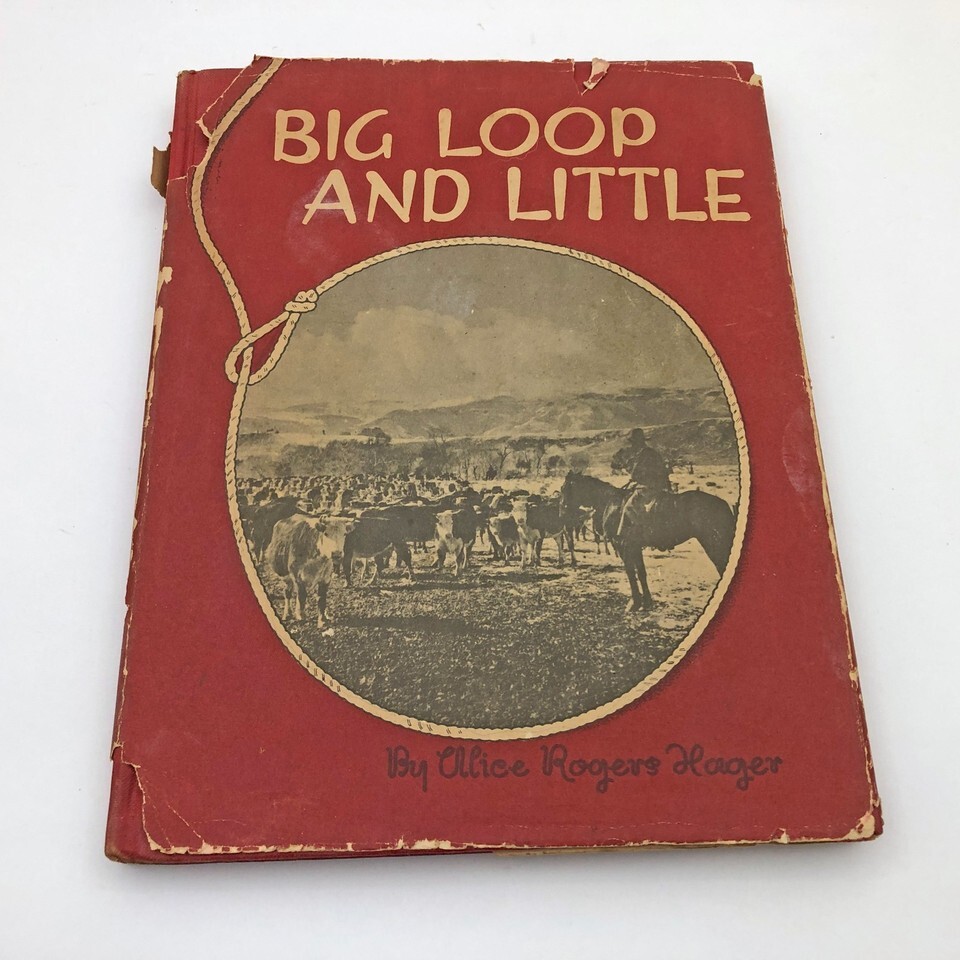 BIG LOOP
AND LITTLE
By Alice Rogers Hager